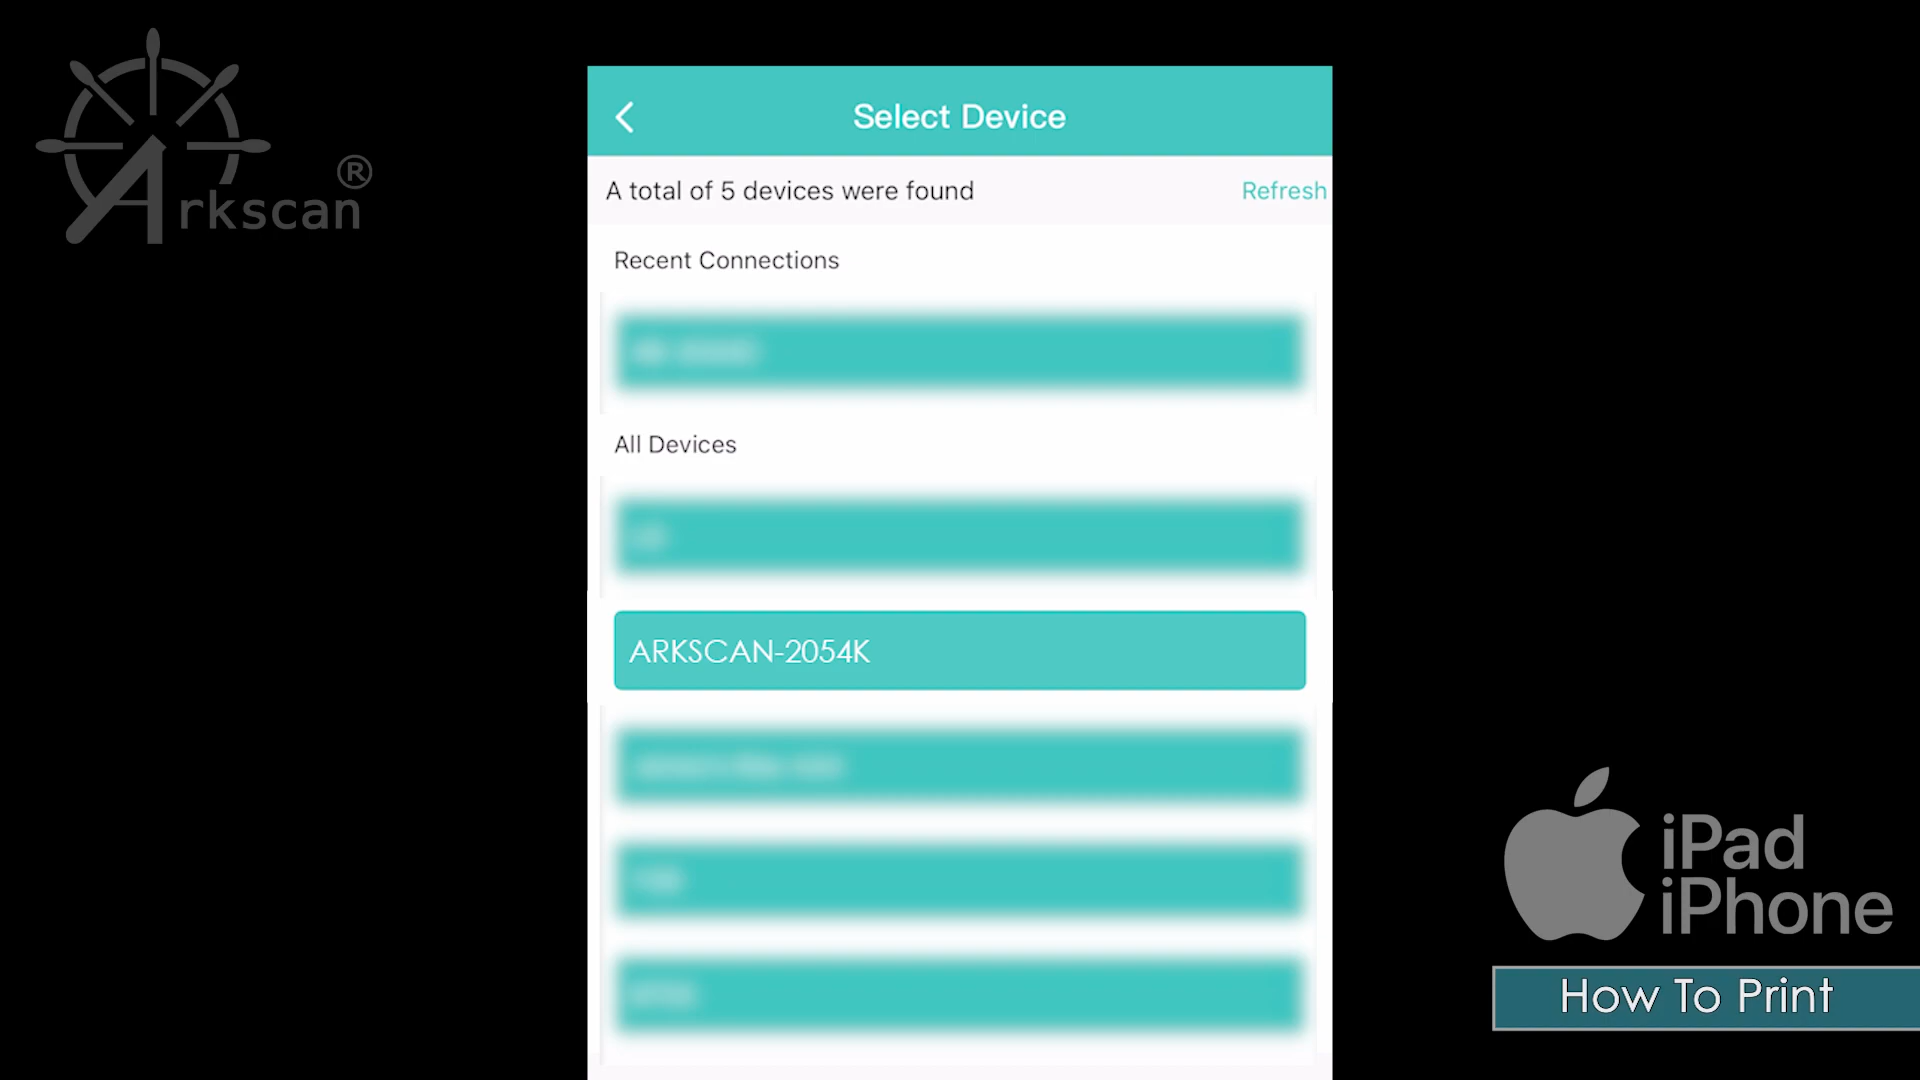 Arkscan®
Select Device
A total of 5 devices were found
Refresh
Recent Connections
All Devices
ARKSCAN-2054K
iPad
iPhone
How To Print